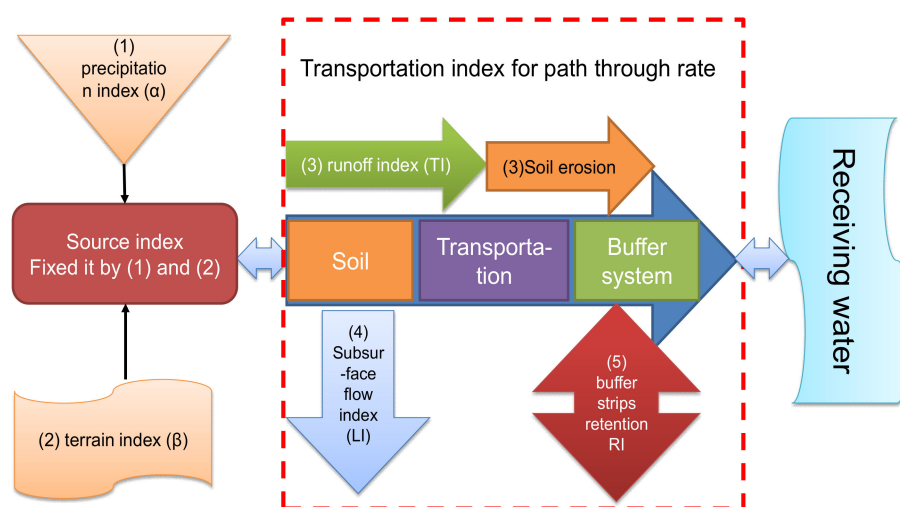 (1)
precipitatio
n index (α)
Transportation index for path through rate
(3) runoff index (TI)
(3)Soil erosion
Source index
Fixed it by (1) and (2)
Soil
Transporta-
tion
Buffer
system
Receiving water
(4)
Subsur
-face
flow
index
(LI)
(5)
buffer
strips
retention
RI
(2) terrain index (β)